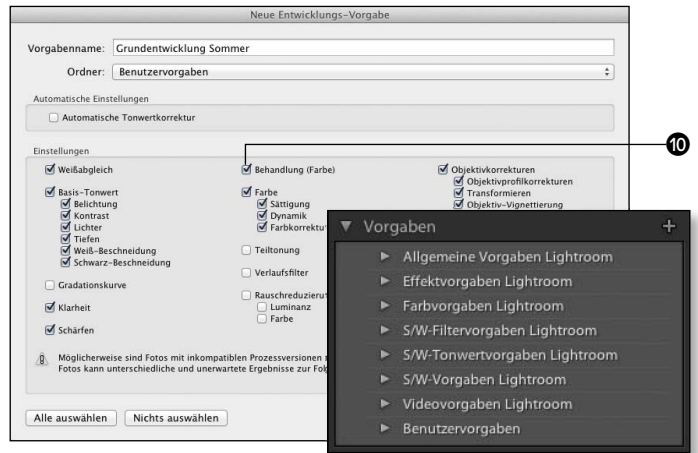 Neue Entwicklungs-Vorgabe
Vorgabenname: Grundentwicklung Sommer
Ordner: Benutzervorgaben
Automatische Einstellungen
Automatische Tonwertkorrektur
10
Einstellungen
Weißabgleich
Basis-Tonwert
Belichtung
Kontrast
Lichter
Tiefen
Weiß-Beschneidung
Schwarz-Beschneidung
Gradationskurve
Klarheit
Schärfen
Behandlung (Farbe)
Farbe
Sättigung
Dynamik
Teiltonung
Verlaufsfilter
Luminanz
Farbe
Objektivkorrekturen
Objektivprofilkorrekturen
Transformieren
Objektiv-Vignettierung
Möglicherweise sind Fotos mit inkompatiblen Prozessversionen
Fotos kann unterschiedliche und unerwartete Ergebnisse zur
Alle auswählen Nichts auswählen
Vorgaben +
Allgemeine Vorgaben Lightroom
Effektvorgaben Lightroom
Farbvorgaben Lightroom
S/W-Filtervorgaben Lightroom
S/W-Tonwertvorgaben Lightroom
S/W-Vorgaben Lightroom
Videovorgaben Lightroom
Benutzervorgaben